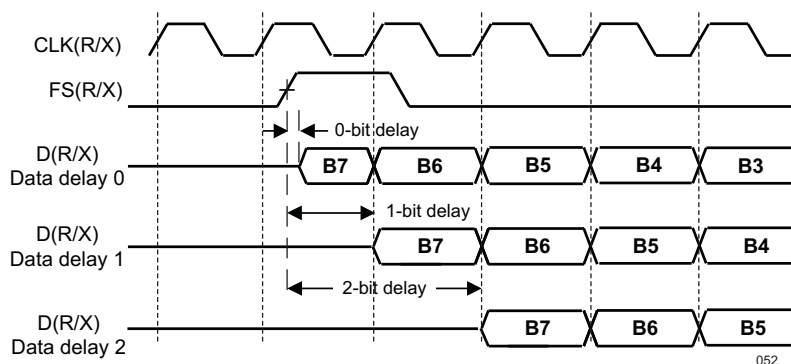 CLK(R/X)
FS(R/X)
0-bit delay
D(R/X)
Data delay 0
B7 B6 B5 B4 B3
1-bit delay
D(R/X)
Data delay 1
B7 B6 B5 B4
2-bit delay
D(R/X)
Data delay 2
B7 B6 B5
052